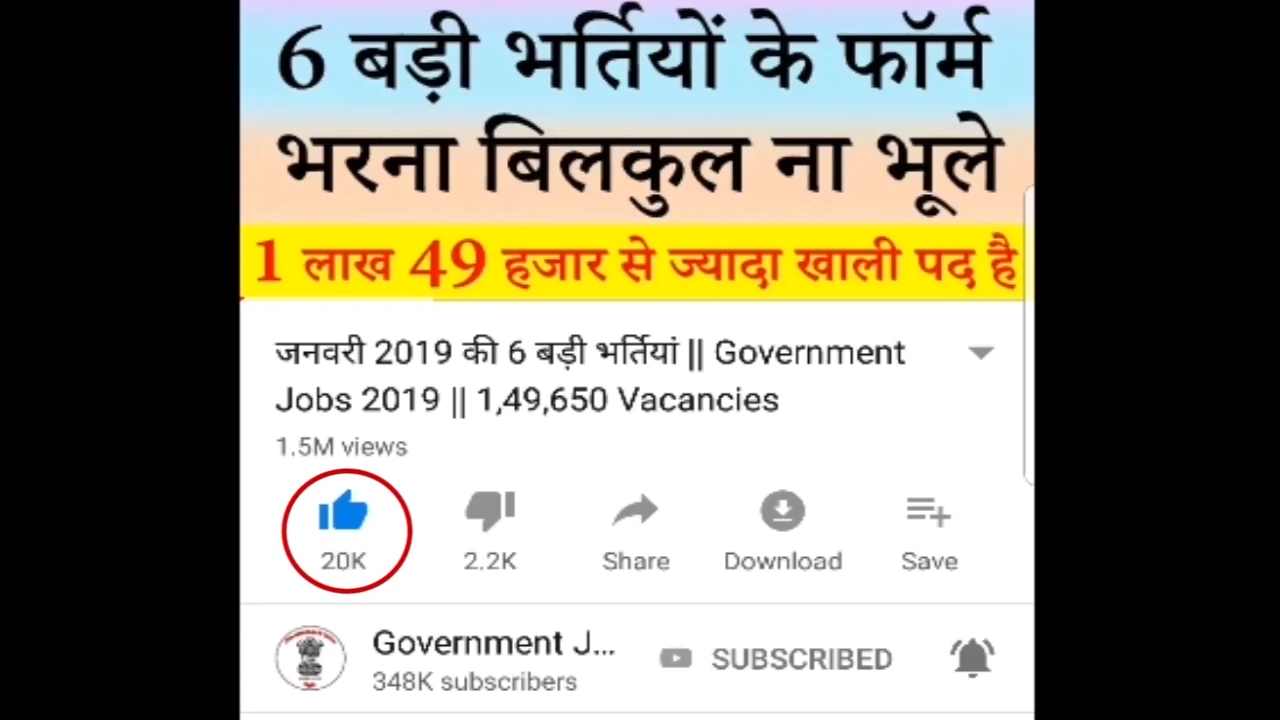 6 बड़ी भर्तियों के फॉर्म
भरना बिलकुल ना भूले
1 लाख 49 हजार से ज्यादा खाली पद है
जनवरी 2019 की 6 बड़ी भर्तियां || Government
Jobs 2019 || 1,49,650 Vacancies
1.5M views
20K 2.2K Share Download Save
Government J... SUBSCRIBED
348K subscribers